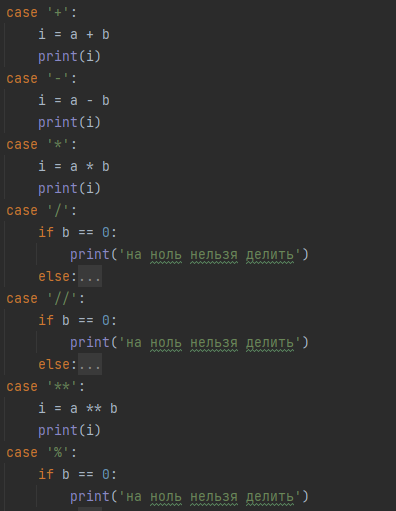 case '+':
i = a + b
print(i)
case '-':
i = a - b
print(i)
case '*':
i = a * b
print(i)
case '/':
if b == 0:
print('на ноль нельзя делить')
else:...
case '//':
if b == 0:
print('на ноль нельзя делить')
else:...
case '**':
i = a ** b
print(i)
case '%':
if b == 0:
print('на ноль нельзя делить')